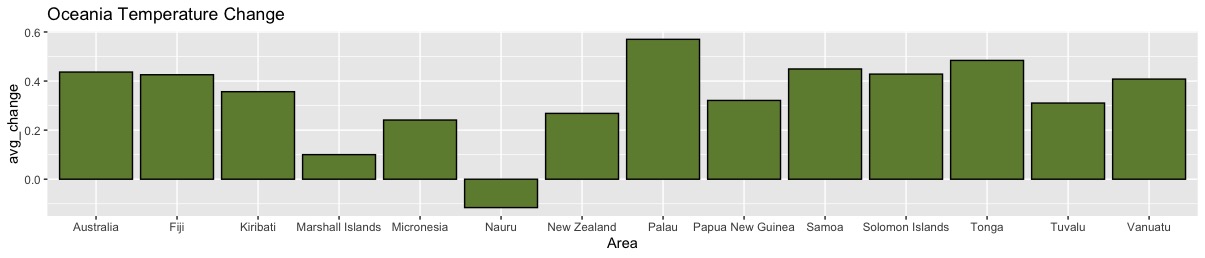 Oceania Temperature Change
avg_change
0.6
0.4
0.2
0.0
Australia Fiji Kiribati Marshall Islands Micronesia Nauru New Zealand Palau Papua New Guinea Samoa Solomon Islands Tonga Tuvalu Vanuatu
Area